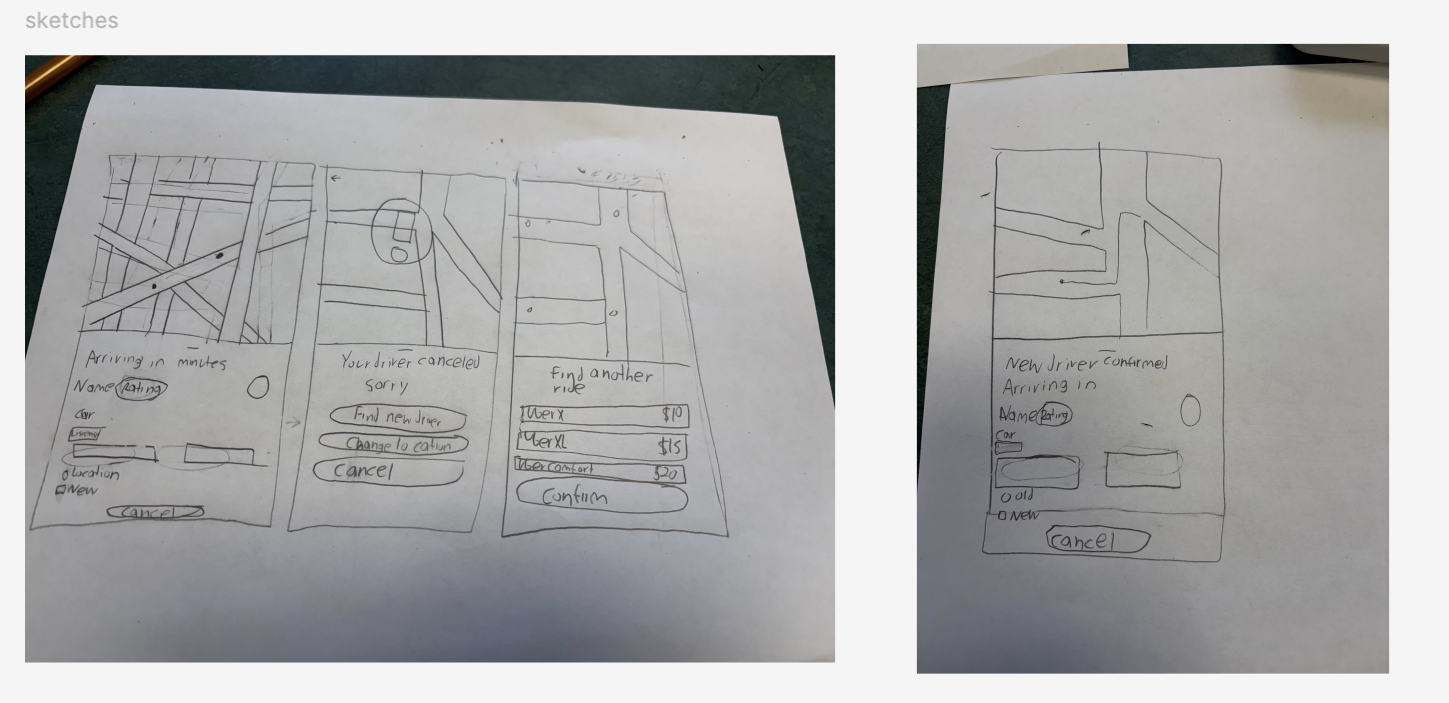 sketches
Arriving in minutes
Name Rating
Car
Location
New
cancel
←
Your driver canceled
sorry
Find new driver
Change location
Cancel
Find another
ride
UberX $10
UberXL $15
Uber comfort $20
Confirm
New driver confirmed
Arriving in
Name Rating
Car
Old
New
cancel